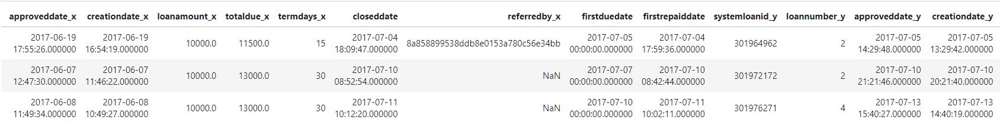 approveddate_x creationdate_x loanamount_x totaldue_x termdays_x closeddate referredby_x firstduedate firstrepaiddate systemloanid_y loannumber_y approveddate_y creationdate_y
2017-06-19 2017-06-19 2017-07-04 2017-07-05 2017-07-04 2017-07-05 2017-07-05
10000.0 11500.0 15 8a858899538ddb8e0153a780c56e34bb 301964962 2
17:55:26.000000 16:54:19.000000 18:09:47.000000 00:00:00.000000 17:59:36.000000 14:29:48.000000 13:29:42.000000
2017-06-07 2017-06-07 2017-07-10 2017-07-07 2017-07-10 2017-07-10 2017-07-10
10000.0 13000.0 30 NaN 301972172 2
12:47:30.000000 11:46:22.000000 08:52:54.000000 00:00:00.000000 08:42:44.000000 21:21:46.000000 20:21:40.000000
2017-06-08 2017-06-08 2017-07-11 2017-07-10 2017-07-11 2017-07-13 2017-07-13
10000.0 13000.0 30 NaN 301976271 4
11:49:34.000000 10:49:27.000000 10:12:20.000000 00:00:00.000000 10:02:11.000000 15:40:27.000000 14:40:19.000000